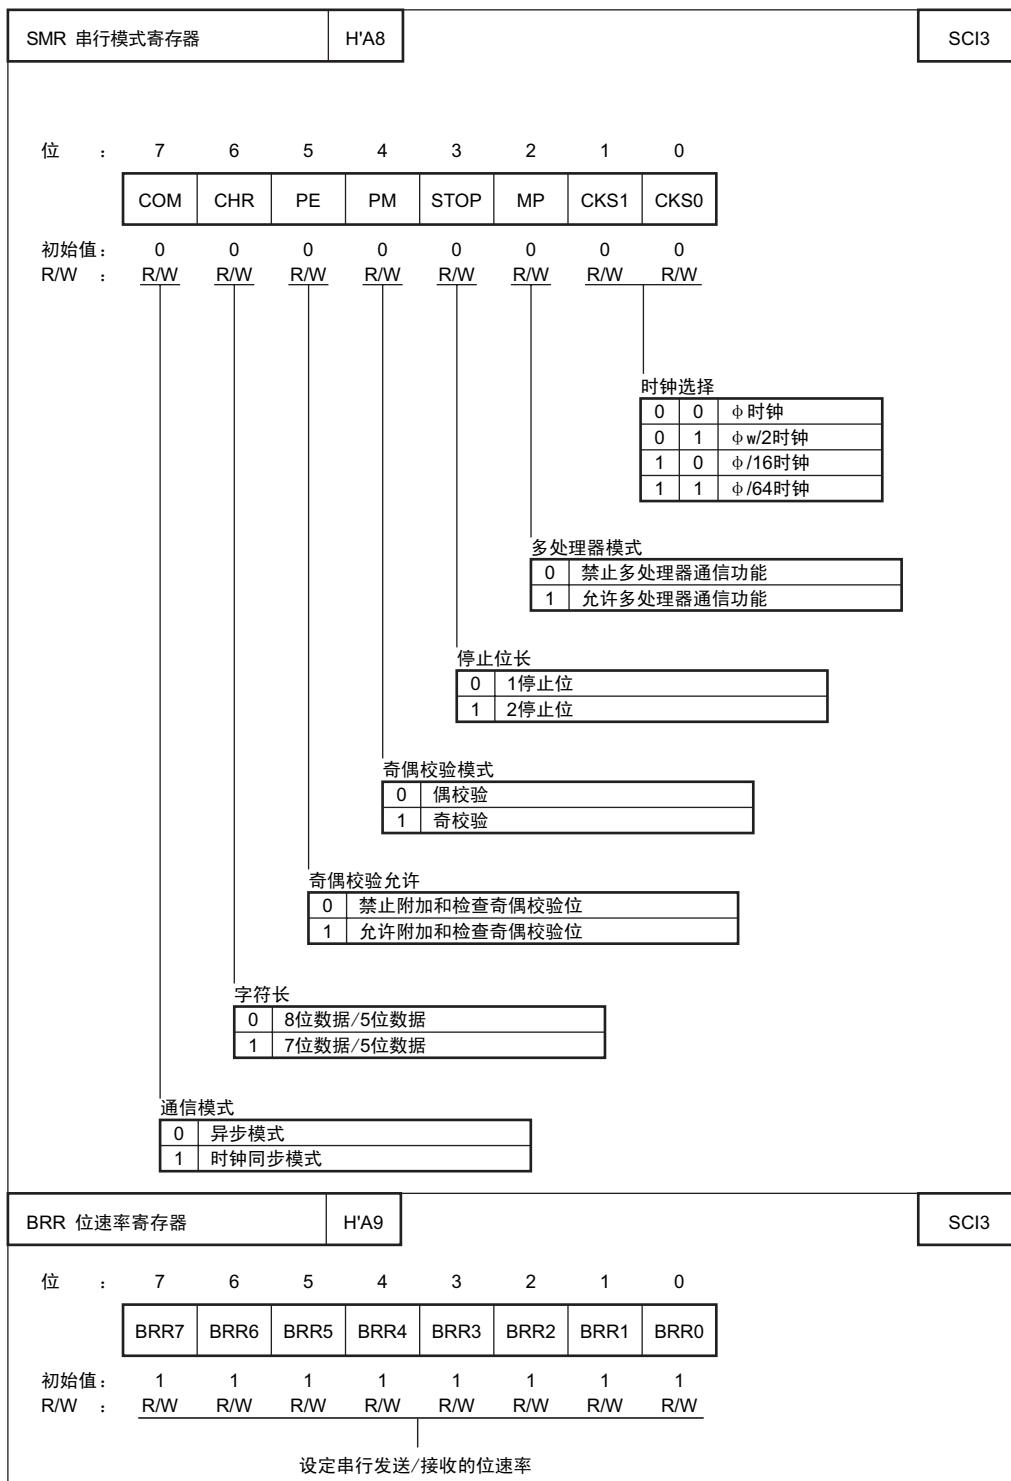 SMR 串行模式寄存器 H'A8 SCI3
位 : 7 6 5 4 3 2 1 0
COM CHR PE PM STOP MP CKS1 CKS0
初始值: 0 0 0 0 0 0 0 0
R/W : R/W R/W R/W R/W R/W R/W R/W R/W
时钟选择
0 0 φ时钟
0 1 φw/2时钟
1 0 φ/16时钟
1 1 φ/64时钟
多处理器模式
0 禁止多处理器通信功能
1 允许多处理器通信功能
停止位长
0 1停止位
1 2停止位
奇偶校验模式
0 偶校验
1 奇校验
奇偶校验允许
0 禁止附加和检查奇偶校验位
1 允许附加和检查奇偶校验位
字符长
0 8位数据/5位数据
1 7位数据/5位数据
通信模式
0 异步模式
1 时钟同步模式
BRR 位速率寄存器 H'A9 SCI3
位 : 7 6 5 4 3 2 1 0
BRR7 BRR6 BRR5 BRR4 BRR3 BRR2 BRR1 BRR0
初始值: 1 1 1 1 1 1 1 1
R/W : R/W R/W R/W R/W R/W R/W R/W R/W
设定串行发送/接收的位速率